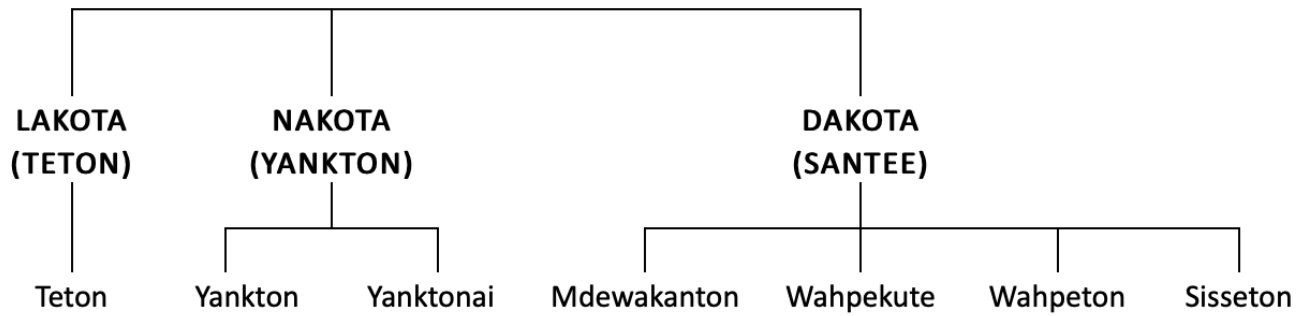 LAKOTA
(TETON)
NAKOTA
(YANKTON)
DAKOTA
(SANTEE)
Teton
Yankton
Yanktonai
Mdewakanton
Wahpekute
Wahpeton
Sisseton